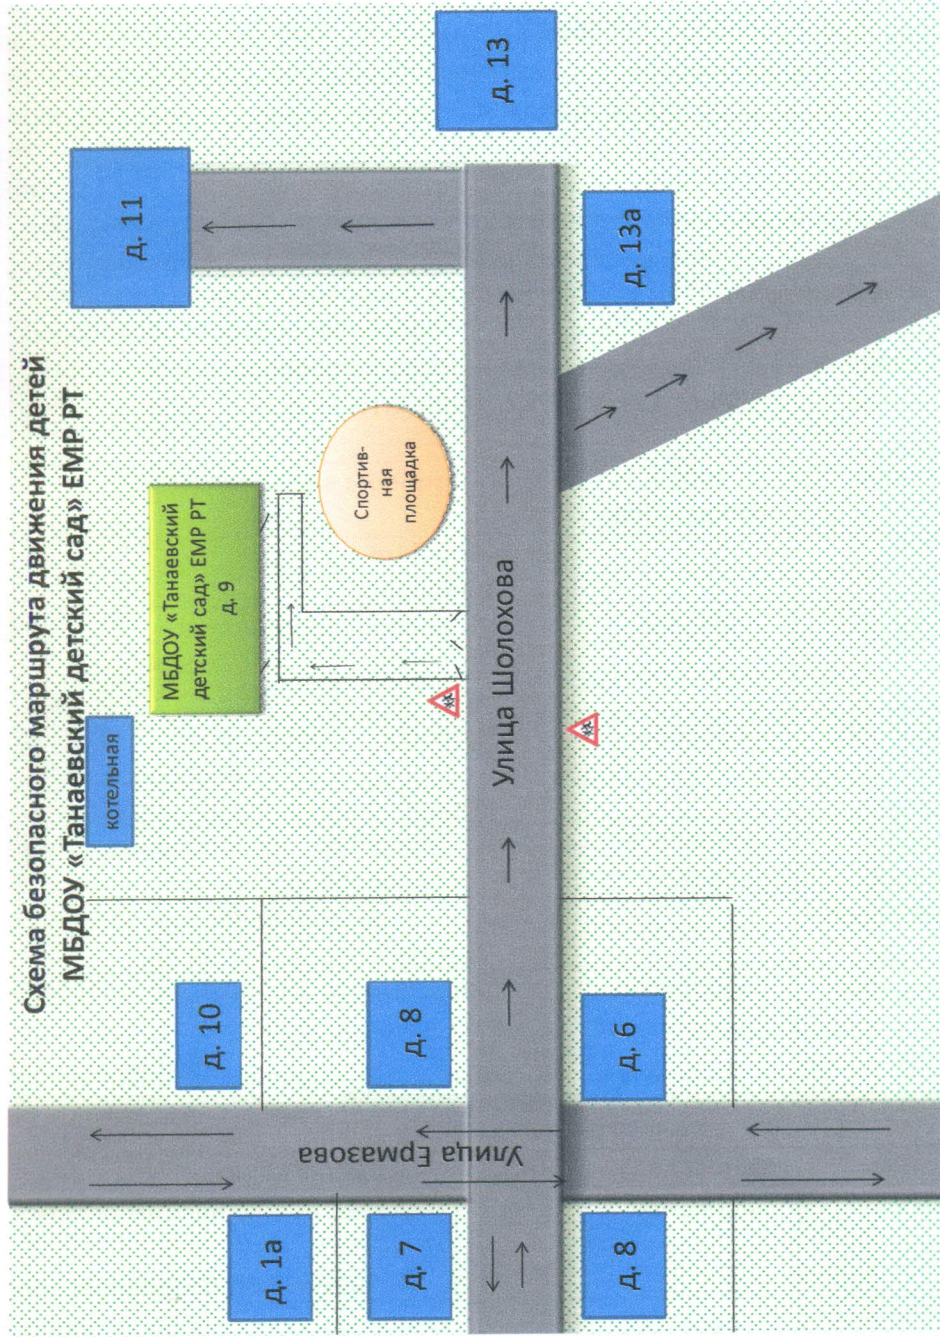 Схема безопасного маршрута движения детей
МБДОУ «Танаевский детский сад» ЕМР РТ
котельная
МБДОУ «Танаевский
детский сад» ЕМР РТ
д. 9
д. 11
д. 10
Спортив-
ная
площадка
д. 1а
д. 7
д. 8
д. 13
Улица Ермазова
Улица Шолохова
д. 8
д. 6
д. 13а